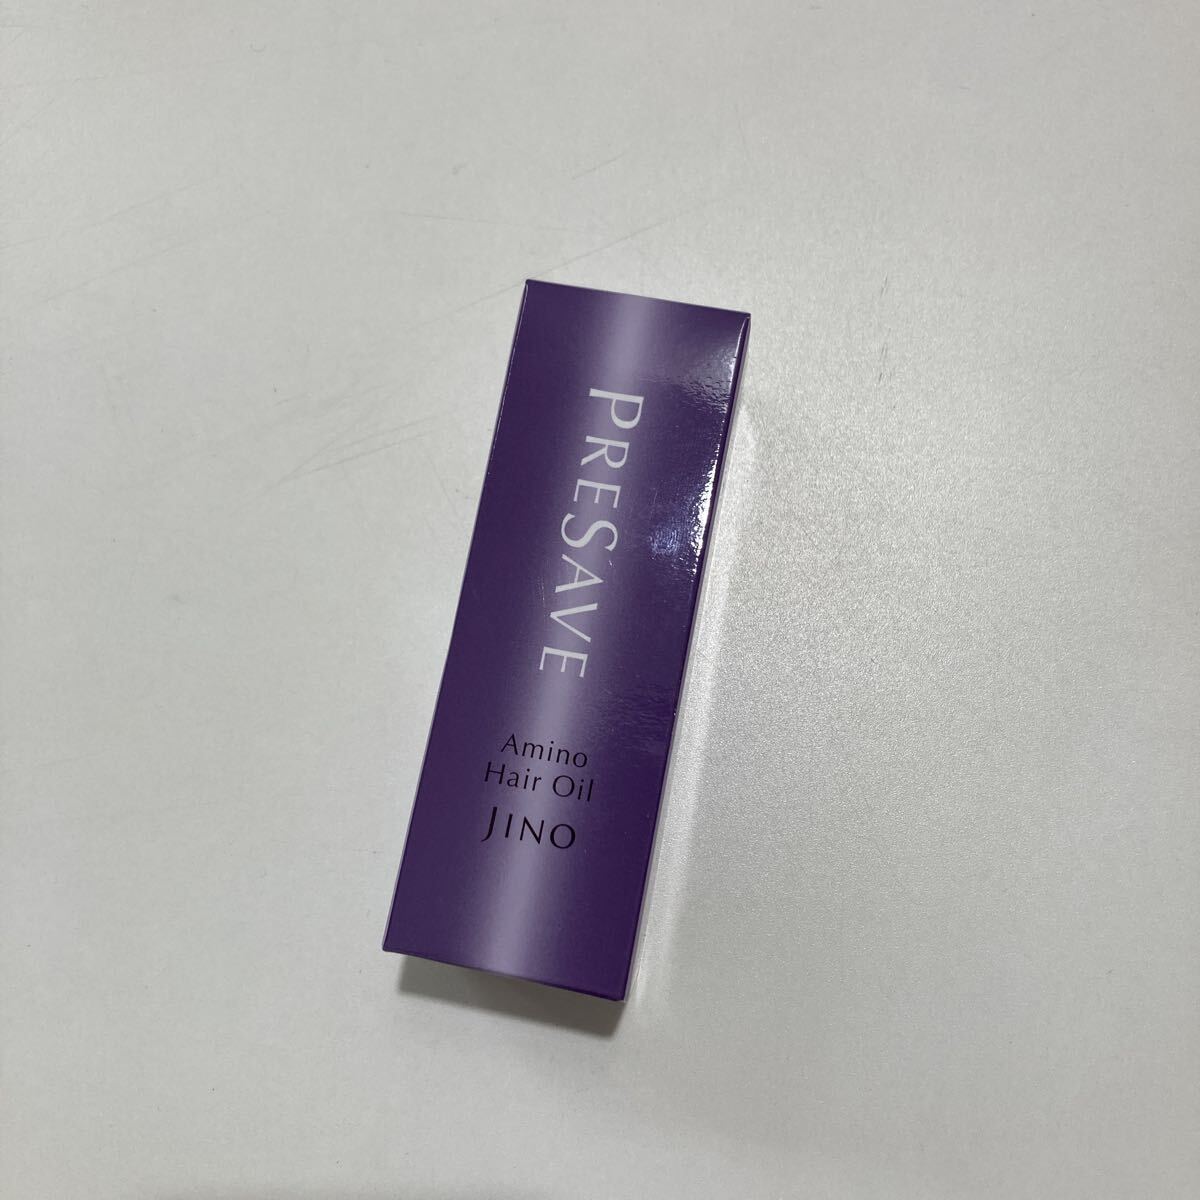 PRESAVE
Amino
Hair Oil
JINO